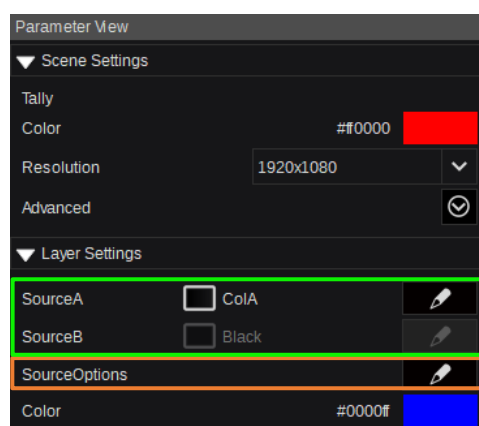 Parameter View
Scene Settings
Tally
Color #ff0000
Resolution 1920x1080
Advanced
Layer Settings
SourceA ColA
SourceB Black
SourceOptions
Color #0000ff